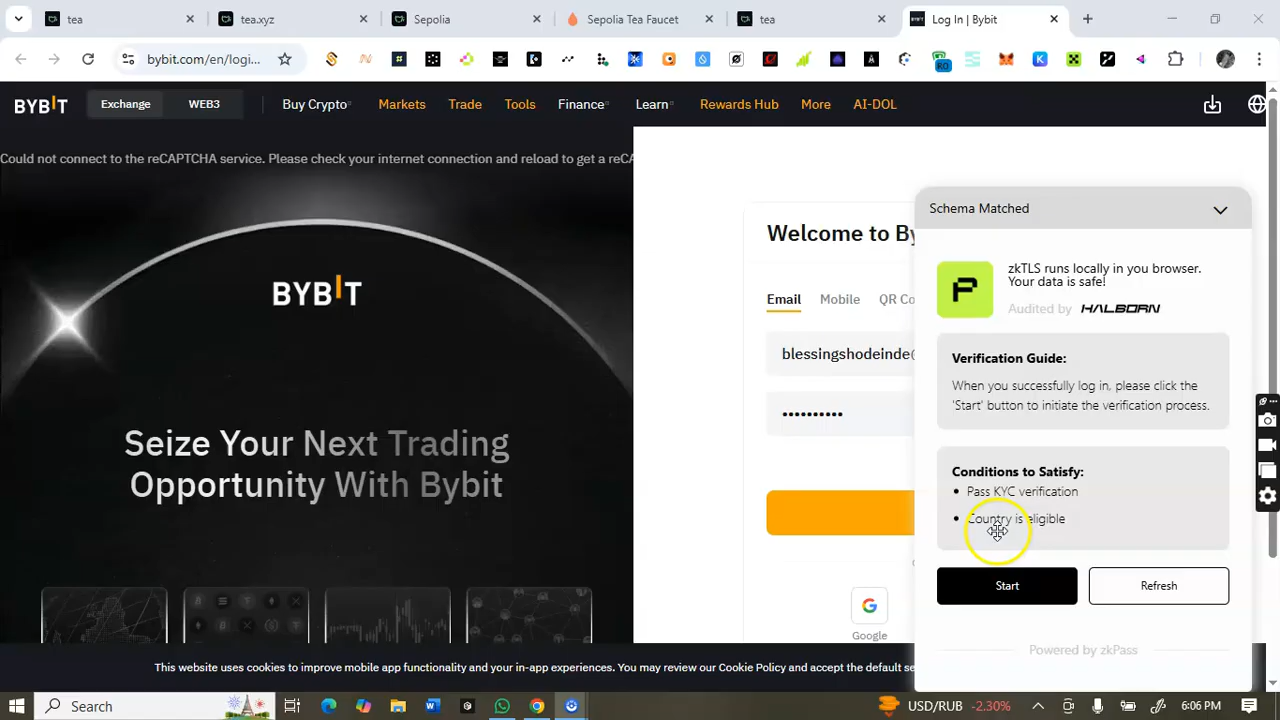 tea
tea.xyz
Sepolia
Sepolia Tea Faucet
tea
Log In | Bybit
bybit.com/en/logi...
RO
BYBIT
Exchange
WEB3
Buy Crypto
Markets
Trade
Tools
Finance
Learn
Rewards Hub
More
AI-DOL
Could not connect to the reCAPTCHA service. Please check your internet connection and reload to get a reCA
BYBIT
Seize Your Next Trading
Opportunity With Bybit
Welcome to By
Email
Mobile
QR Co
blessingshodeinde@
Google
Schema Matched
zkTLS runs locally in you browser.
Your data is safe!
Audited by HALBORN
Verification Guide:
When you successfully log in, please click the
'Start' button to initiate the verification process.
Conditions to Satisfy:
• Pass KYC verification
• Country is eligible
Start
Refresh
Powered by zkPass
This website uses cookies to improve mobile app functionality and your in-app experiences. You may review our Cookie Policy and accept the default se
Search
USD/RUB -2.30%
6:06 PM